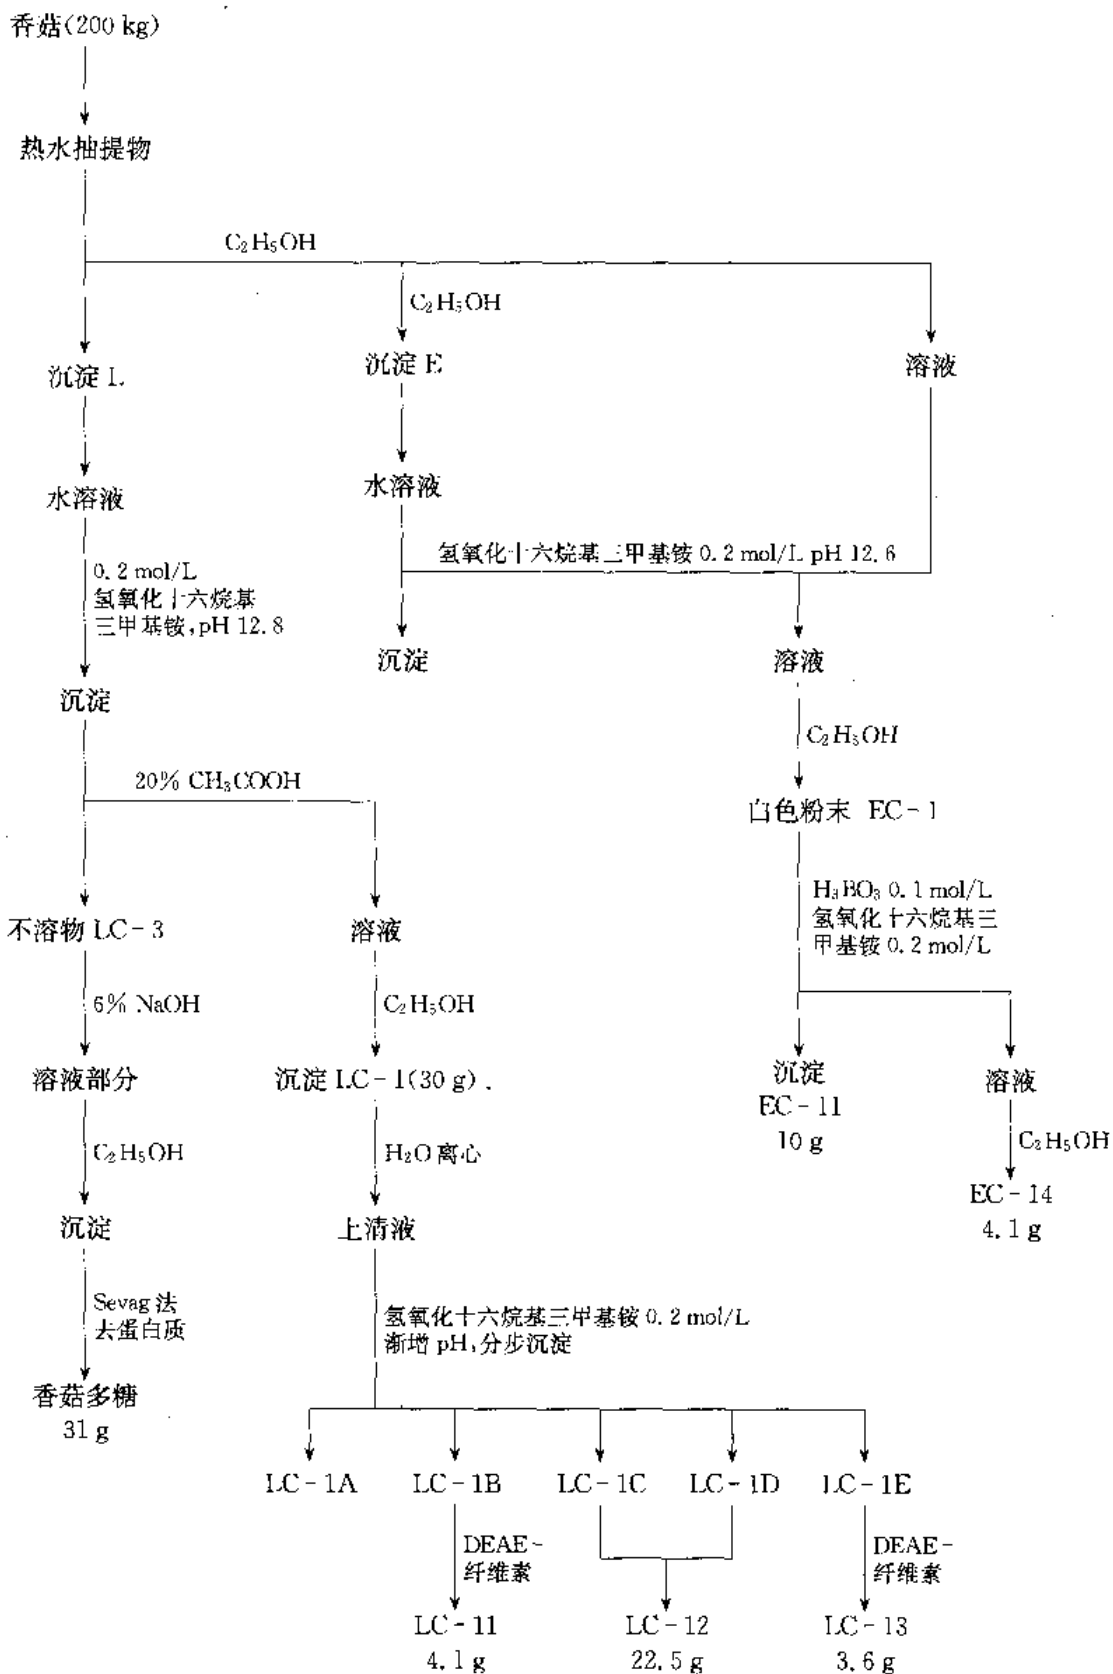 香菇(200 kg)
热水抽提物
C₂H₅OH
C₂H₅OH
沉淀 L
沉淀 E
溶液
水溶液
水溶液
氢氧化十六烷基三甲基铵 0.2 mol/L pH 12.6
0.2 mol/L
氢氧化十六烷基
三甲基铵,pH 12.8
沉淀
溶液
沉淀
C₂H₅OH
20% CH₃COOH
白色粉末 EC-1
H₃BO₃ 0.1 mol/L
氢氧化十六烷基三
甲基铵 0.2 mol/L
不溶物 LC-3
溶液
6% NaOH
C₂H₅OH
溶液部分
沉淀 LC-1(30 g)
沉淀
EC-11
10 g
溶液
C₂H₅OH
H₂O 离心
C₂H₅OH
EC-14
4.1 g
沉淀
上清液
Sevag 法
去蛋白质
氢氧化十六烷基三甲基铵 0.2 mol/L
渐增 pH,分步沉淀
香菇多糖
31 g
LC-1A LC-1B LC-1C LC-1D LC-1E
DEAE-
纤维素
DEAE-
纤维素
LC-11 LC-12 LC-13
4.1 g 22.5 g 3.6 g